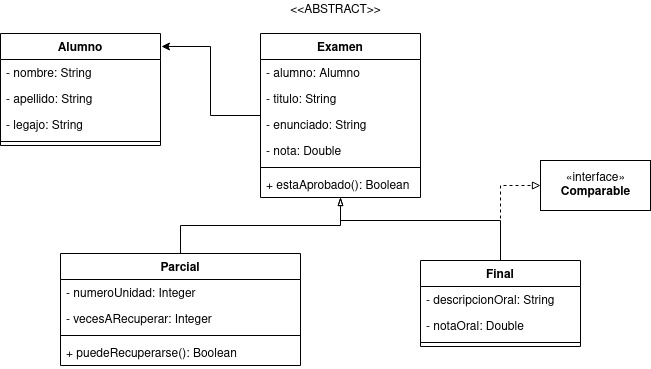 <<ABSTRACT>>
Alumno
- nombre: String
- apellido: String
- legajo: String
Examen
- alumno: Alumno
- titulo: String
- enunciado: String
- nota: Double
+ estaAprobado(): Boolean
«interface»
Comparable
Parcial
- numeroUnidad: Integer
- vecesARecuperar: Integer
+ puedeRecuperarse(): Boolean
Final
- descripcionOral: String
- notaOral: Double